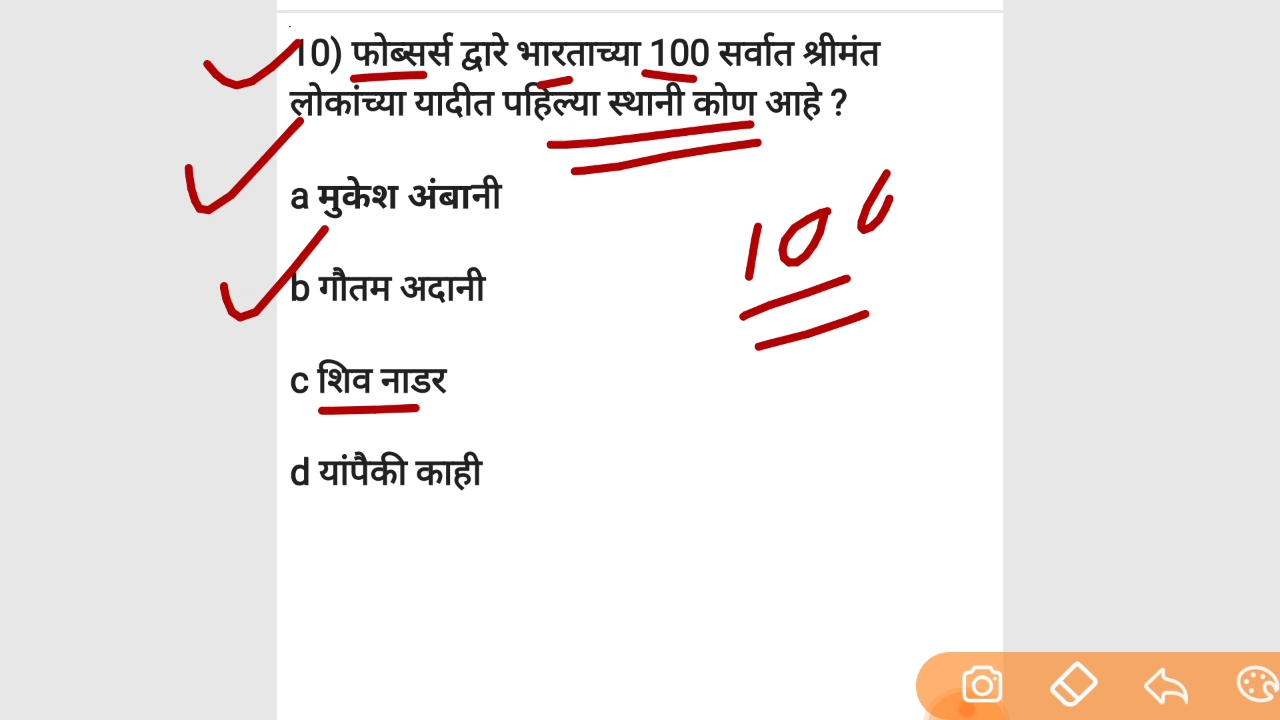 10) फोब्सर्स द्वारे भारताच्या 100 सर्वात श्रीमंत
लोकांच्या यादीत पहिल्या स्थानी कोण आहे ?
a मुकेश अंबानी
100
b गौतम अदानी
c शिव नाडर
d यांपैकी काही